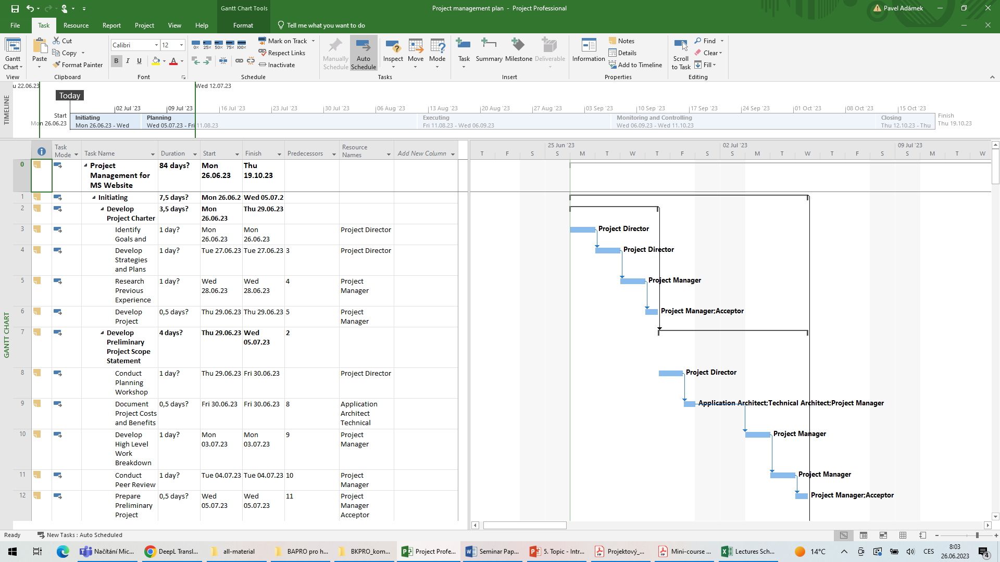 Gantt Chart Tools
Project management plan - Project Professional
Pavel Adámek
File Task Resource Report Project View Help Format Tell me what you want to do
Gantt Chart
View
Paste
Cut
Copy
Format Painter
Clipboard
Calibri 12
B I U A
Font
0% 25% 50% 75% 100%
Mark on Track
Respect Links
Inactivate
Schedule
Manually Schedule
Auto Schedule
Inspect Move Mode
Tasks
Task Summary Milestone Deliverable
Insert
Information
Notes
Details
Add to Timeline
Properties
Scroll to Task
Find
Clear
Fill
Editing
TIMELINE
u 22.06.23 Wed 12.07.23
Today
02 Jul '23 09 Jul '23 16 Jul '23 23 Jul '23 30 Jul '23 06 Aug '23 13 Aug '23 20 Aug '23 27 Aug '23 03 Sep '23 10 Sep '23 17 Sep '23 24 Sep '23 01 Oct '23 08 Oct '23 15 Oct '23
Start
Mon 26.06.23
Initiating
Mon 26.06.23 - Wed
Planning
Wed 05.07.23 - Fri 11.08.23
Executing
Fri 11.08.23 - Wed 06.09.23
Monitoring and Controlling
Wed 06.09.23 - Wed 11.10.23
Closing
Thu 12.10.23 - Thu
Finish
Thu 19.10.23
GANTT CHART
Task Mode Task Name Duration Start Finish Predecessors Resource Names Add New Column
0 Project Management for MS Website 84 days? Mon 26.06.23 Thu 19.10.23
1 Initiating 7,5 days? Mon 26.06.2 Wed 05.07.2
2 Develop Project Charter 3,5 days? Mon 26.06.23 Thu 29.06.23
3 Identify Goals and 1 day? Mon 26.06.23 Mon 26.06.23 Project Director
4 Develop Strategies and Plans 1 day? Tue 27.06.23 Tue 27.06.23 3 Project Director
5 Research Previous Experience 1 day? Wed 28.06.23 Wed 28.06.23 4 Project Manager
6 Develop Project 0,5 days? Thu 29.06.23 Thu 29.06.23 5 Project Manager
7 Develop Preliminary Project Scope Statement 4 days? Thu 29.06.23 Wed 05.07.23 2
8 Conduct Planning Workshop 1 day? Thu 29.06.23 Fri 30.06.23 Project Director
9 Document Project Costs and Benefits 0,5 days? Fri 30.06.23 Fri 30.06.23 8 Application Architect Technical
10 Develop High Level Work Breakdown 1 day? Mon 03.07.23 Mon 03.07.23 9 Project Manager
11 Conduct Peer Review 1 day? Tue 04.07.23 Tue 04.07.23 10 Project Manager
12 Prepare Preliminary Project 0,5 days? Wed 05.07.23 Wed 05.07.23 11 Project Manager Acceptor
25 Jun '23 02 Jul '23 09 Jul '23
T F S S M T W T F S S M T W T F S S M T W
Project Director
Project Director
Project Manager
Project Manager;Acceptor
Project Director
Application Architect;Technical Architect;Project Manager
Project Manager
Project Manager
Project Manager;Acceptor
Ready New Tasks : Auto Scheduled
Načítání Mic... DeepL Transl... all-material BAPRO pro h... BKPRO_kom... Project Profe... Seminar Pap... 5. Topic - Intr... Projektový_... Mini-course ... Lectures Sch...
14°C CES 8:03
26.06.2023
4